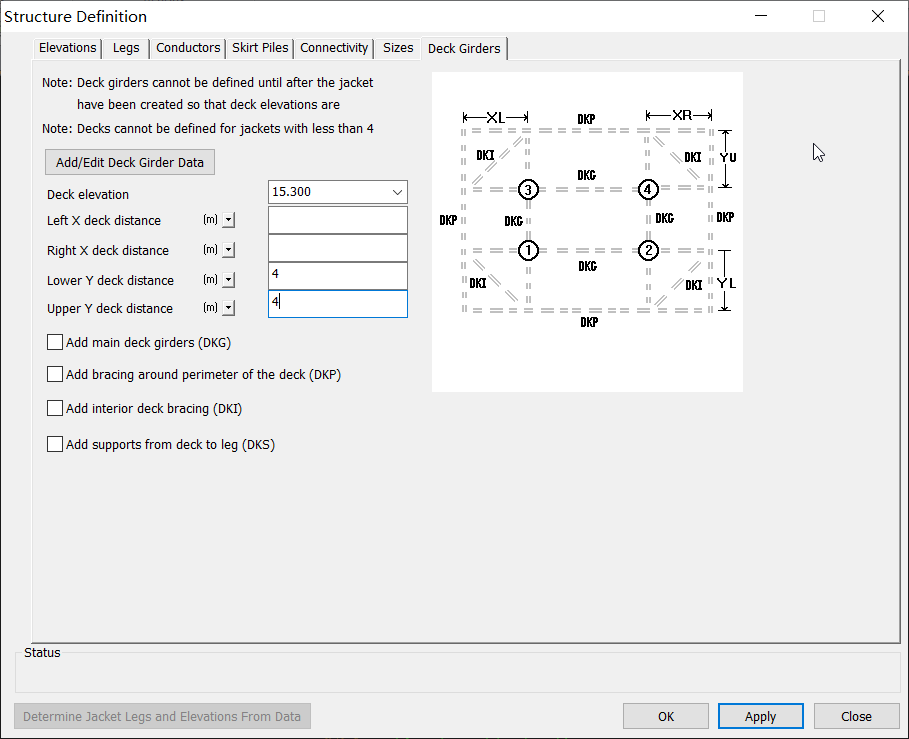 Structure Definition
Elevations Legs Conductors Skirt Piles Connectivity Sizes Deck Girders
Note: Deck girders cannot be defined until after the jacket
have been created so that deck elevations are
Note: Decks cannot be defined for jackets with less than 4
Add/Edit Deck Girder Data
Deck elevation 15.300
Left X deck distance (m)
Right X deck distance (m)
Lower Y deck distance (m) 4
Upper Y deck distance (m) 4
Add main deck girders (DKG)
Add bracing around perimeter of the deck (DKP)
Add interior deck bracing (DKI)
Add supports from deck to leg (DKS)
XL DKP XR
DKI DKI YU
DKG
3 4
DKP DKG DKG DKP
1 2
DKG
DKI DKI YL
DKP
Status
Determine Jacket Legs and Elevations From Data OK Apply Close